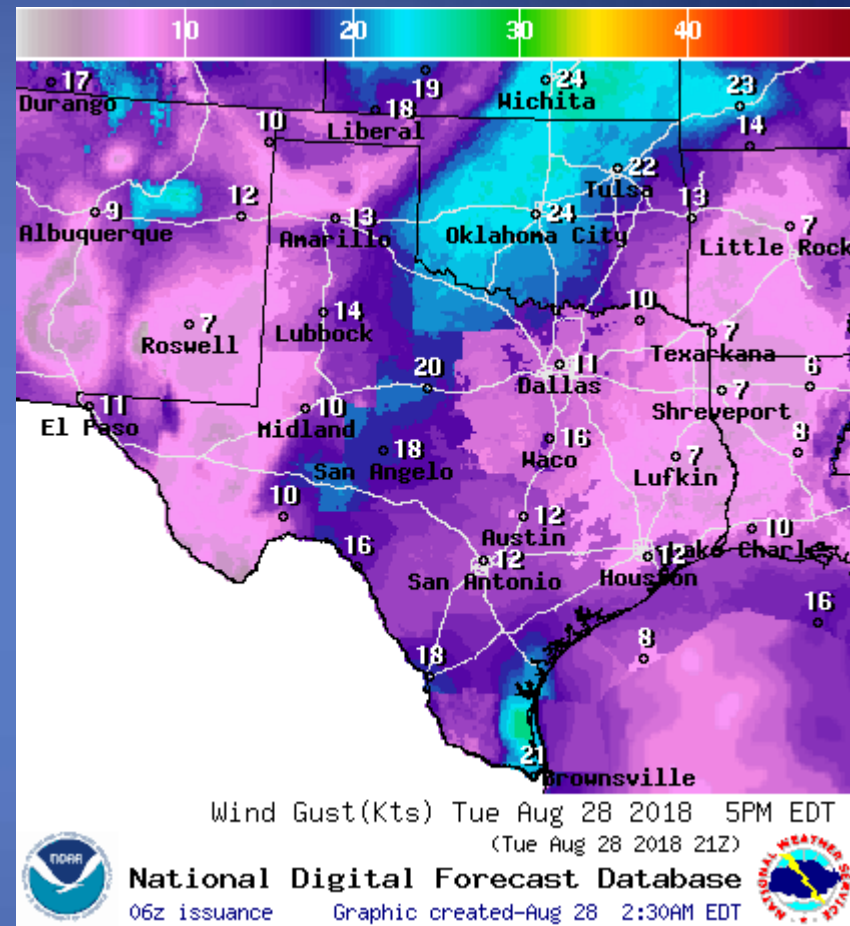 10 20 30 40
17
Durango
19
24
Wichita
23
18
Liberal
10
14
22
Tulsa
9
Albuquerque
12
13
Amarillo
24
Oklahoma City
13
7
Little Rock
7
Roswell
14
Lubbock
10
7
Texarkana
11
El Paso
10
Midland
20
11
Dallas
7
Shreveport
6
18
San Angelo
16
Waco
7
Lufkin
8
10
12
Austin
10
Lake Charle
16
12
San Antonio
12
Houston
16
18
8
21
Brownsville
Wind Gust(Kts) Tue Aug 28 2018 5PM EDT
(Tue Aug 28 2018 21Z)
NOAA
National Digital Forecast Database
06z issuance Graphic created-Aug 28 2:30AM EDT
NATIONAL WEATHER SERVICE